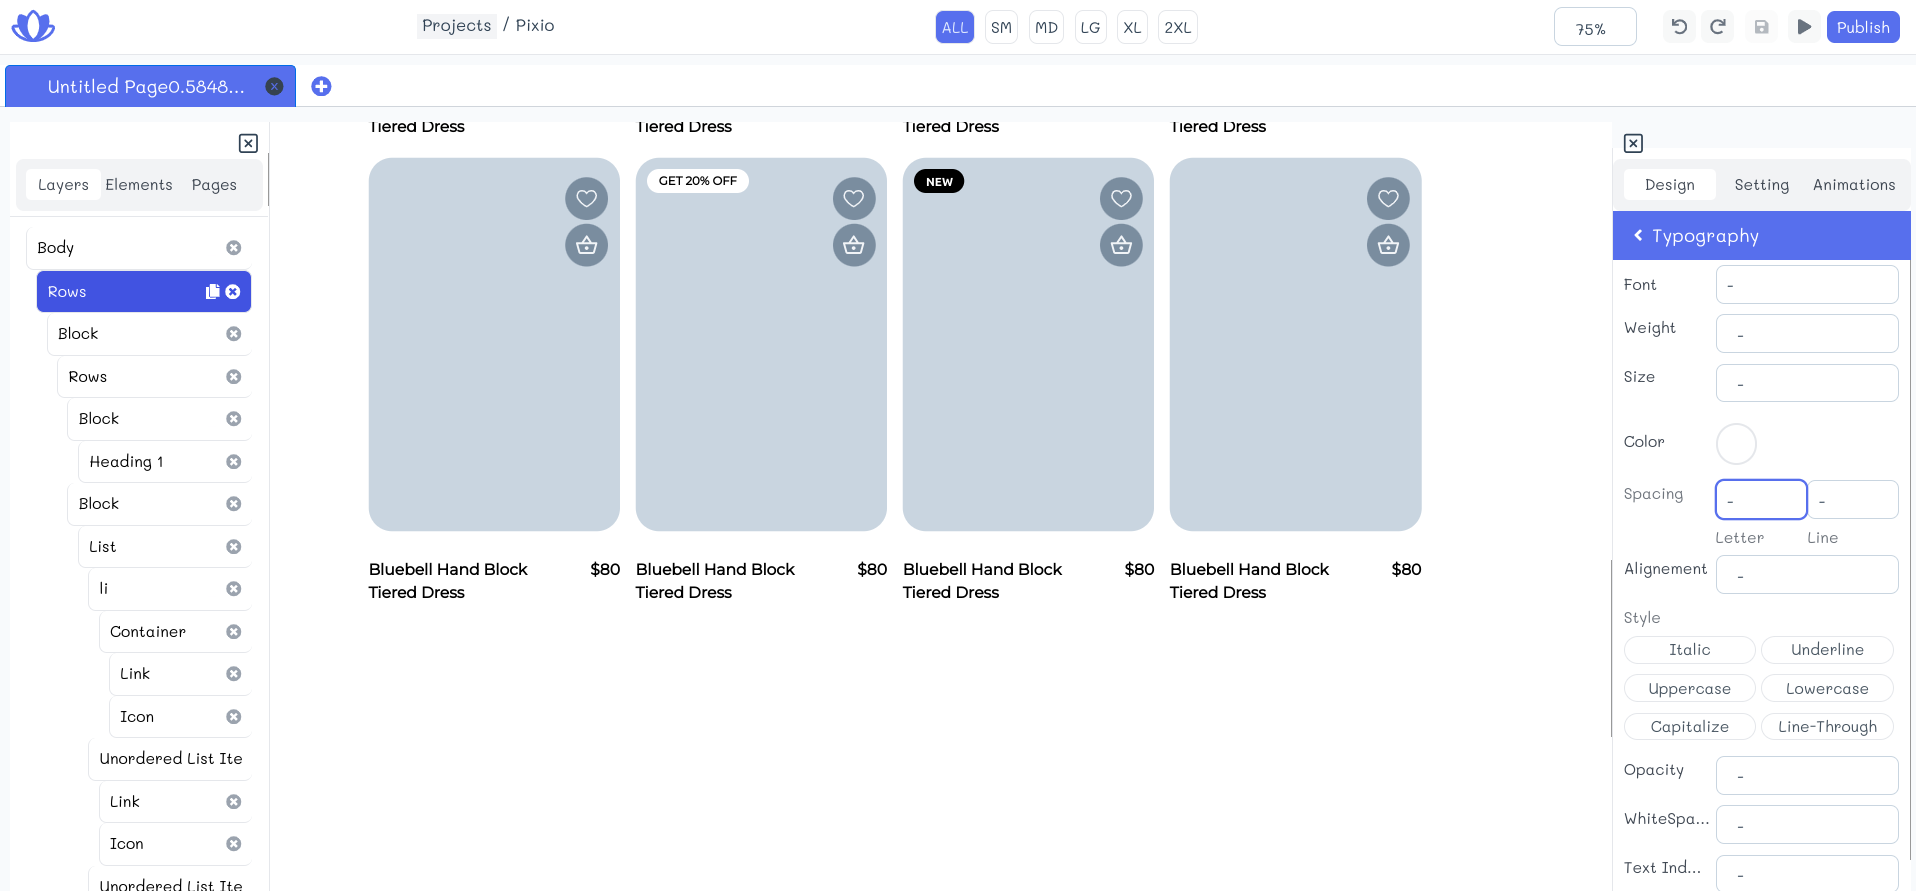 Projects / Pixio
ALL SM MD LG XL 2XL
75%
Publish
Untitled Page0.5848...
Layers Elements Pages
Body
Rows
Block
Rows
Block
Heading 1
Block
List
li
Container
Link
Icon
Unordered List Ite
Link
Icon
Unordered List Ite
Tiered Dress Tiered Dress Tiered Dress Tiered Dress
GET 20% OFF
NEW
Bluebell Hand Block $80 Bluebell Hand Block $80 Bluebell Hand Block $80 Bluebell Hand Block $80
Tiered Dress Tiered Dress Tiered Dress Tiered Dress
Design Setting Animations
Typography
Font -
Weight -
Size -
Color
Spacing - -
Letter Line
Alignement -
Style
Italic Underline
Uppercase Lowercase
Capitalize Line-Through
Opacity -
WhiteSpa... -
Text Ind... -